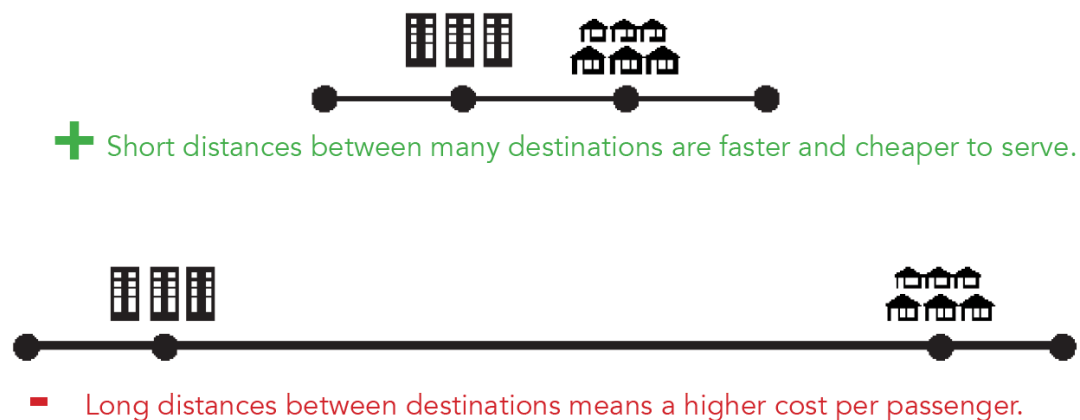 + Short distances between many destinations are faster and cheaper to serve.
- Long distances between destinations means a higher cost per passenger.